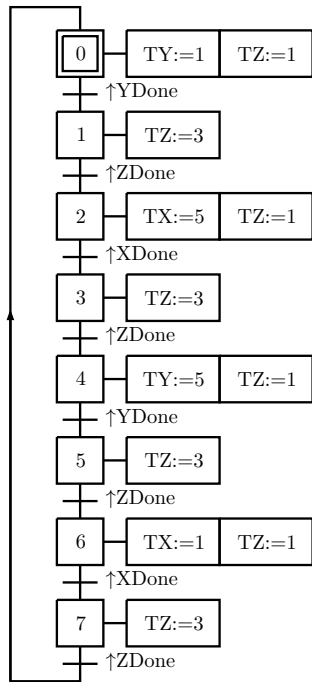 0 TY:=1 TZ:=1
↑YDone
1 TZ:=3
↑ZDone
2 TX:=5 TZ:=1
↑XDone
3 TZ:=3
↑ZDone
4 TY:=5 TZ:=1
↑YDone
5 TZ:=3
↑ZDone
6 TX:=1 TZ:=1
↑XDone
7 TZ:=3
↑ZDone